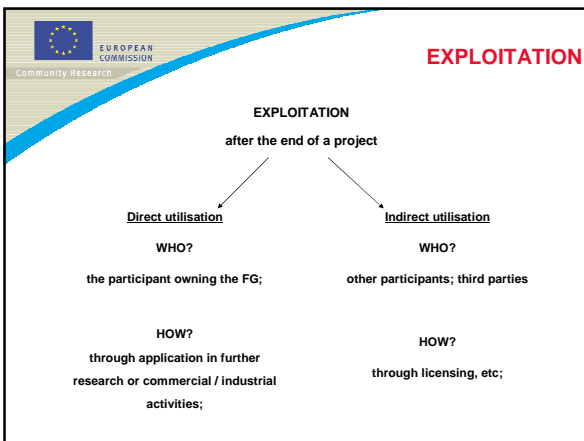 EUROPEAN
COMMISSION
Community Research
EXPLOITATION
EXPLOITATION
after the end of a project
Direct utilisation
WHO?
the participant owning the FG;
HOW?
through application in further
research or commercial / industrial
activities;
Indirect utilisation
WHO?
other participants; third parties
HOW?
through licensing, etc;